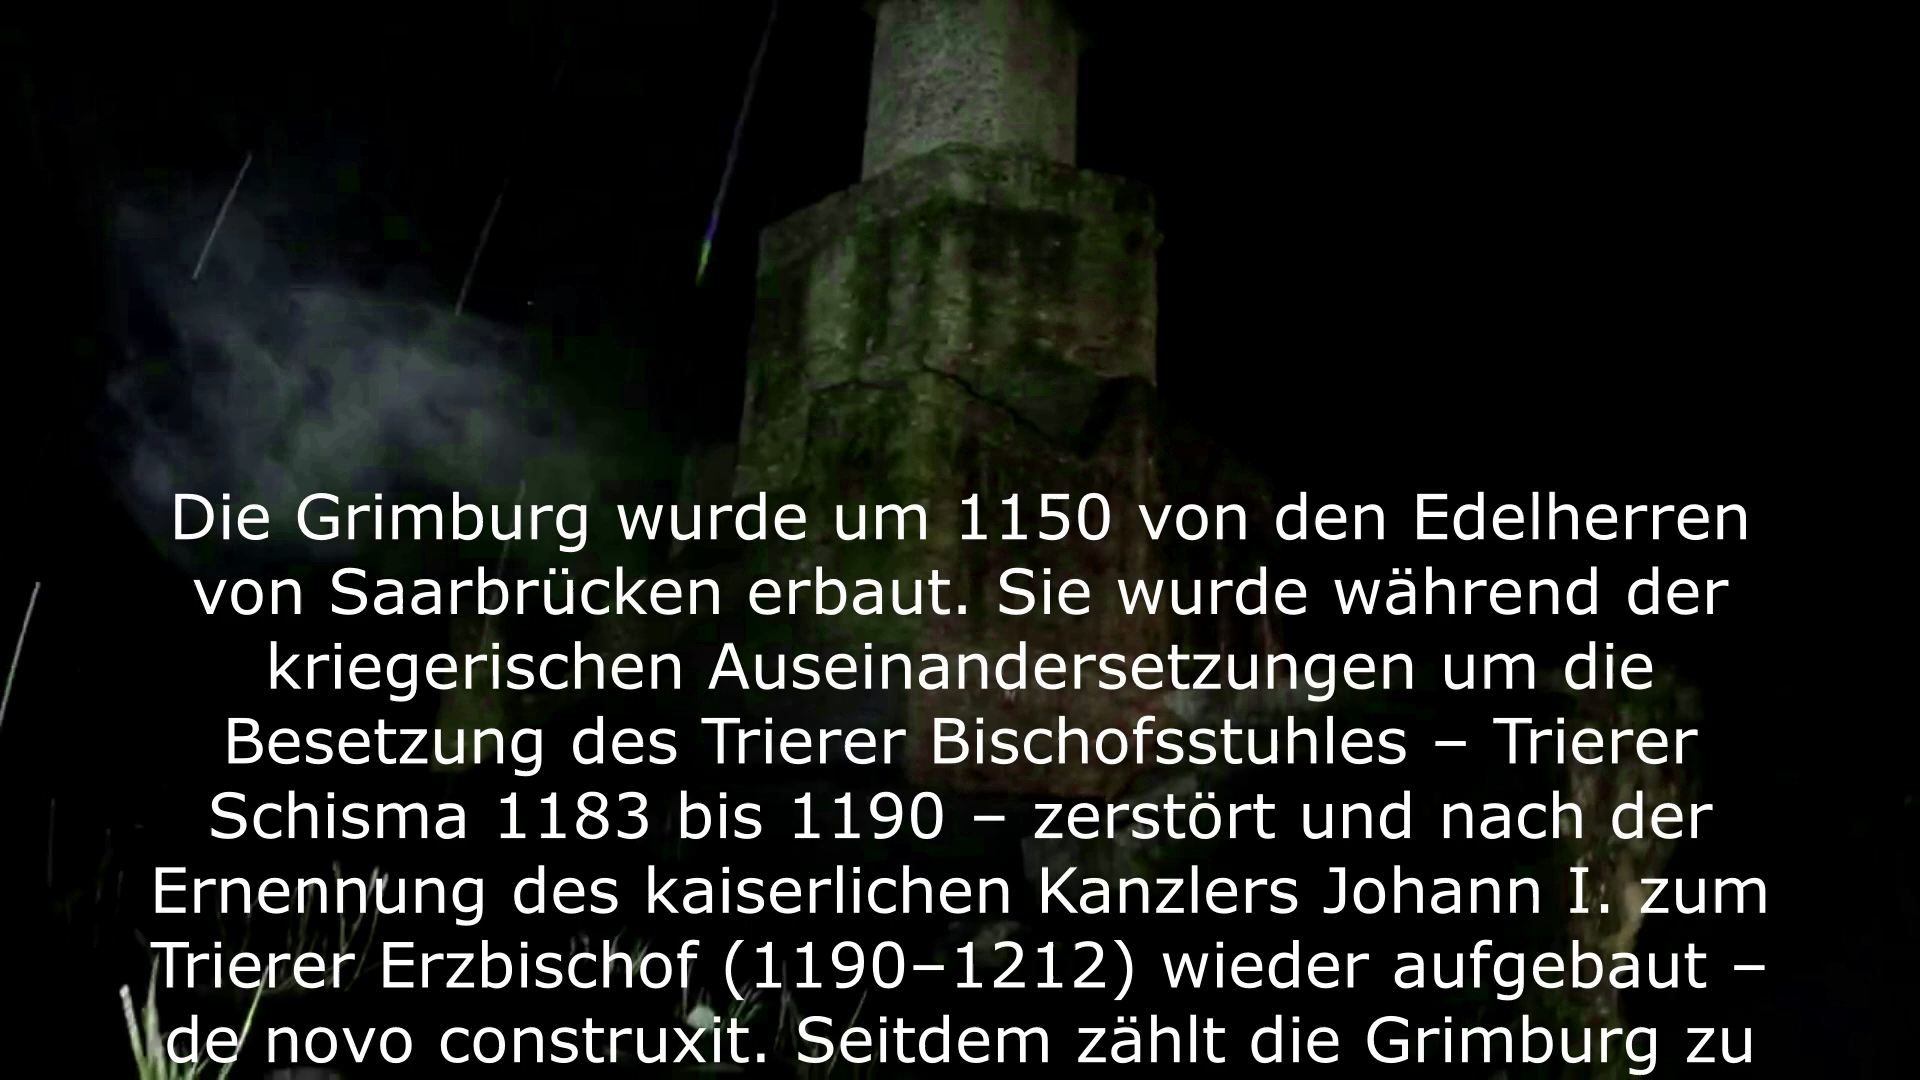 Die Grimburg wurde um 1150 von den Edelherren
von Saarbrücken erbaut. Sie wurde während der
kriegerischen Auseinandersetzungen um die
Besetzung des Trierer Bischofsstuhles – Trierer
Schisma 1183 bis 1190 – zerstört und nach der
Ernennung des kaiserlichen Kanzlers Johann I. zum
Trierer Erzbischof (1190–1212) wieder aufgebaut –
de novo construxit. Seitdem zählt die Grimburg zu